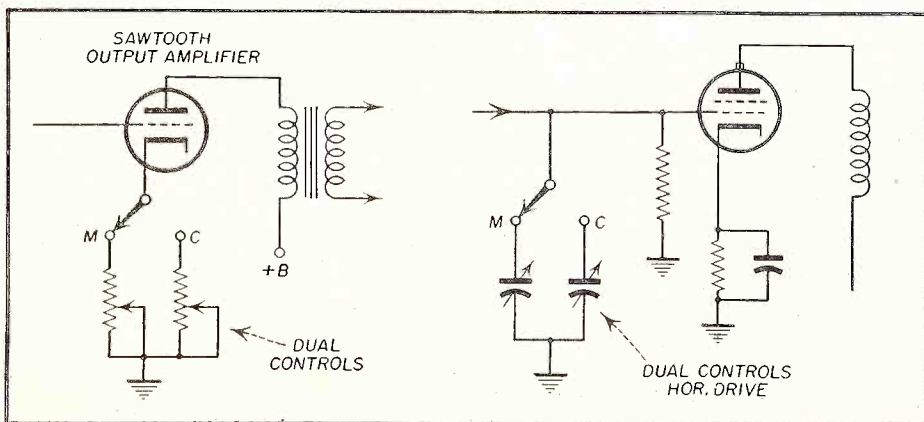 SAWTOOTH
OUTPUT AMPLIFIER
M
C
+B
DUAL
CONTROLS
M
C
DUAL CONTROLS
HOR. DRIVE